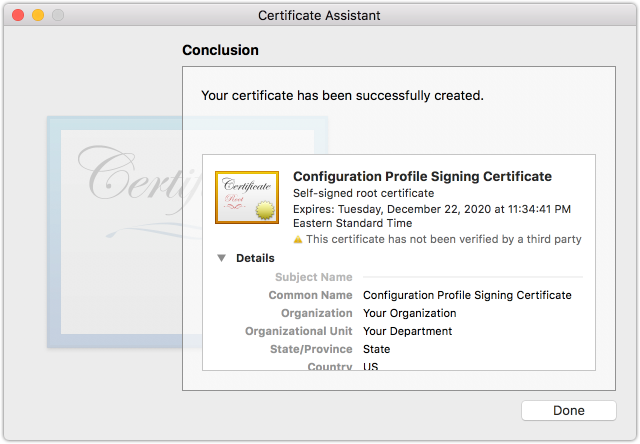 Certificate Assistant
Conclusion
Your certificate has been successfully created.
Certif
Certificate
Root
Configuration Profile Signing Certificate
Self-signed root certificate
Expires: Tuesday, December 22, 2020 at 11:34:41 PM
Eastern Standard Time
This certificate has not been verified by a third party
Details
Subject Name
Common Name Configuration Profile Signing Certificate
Organization Your Organization
Organizational Unit Your Department
State/Province State
Country US
Done